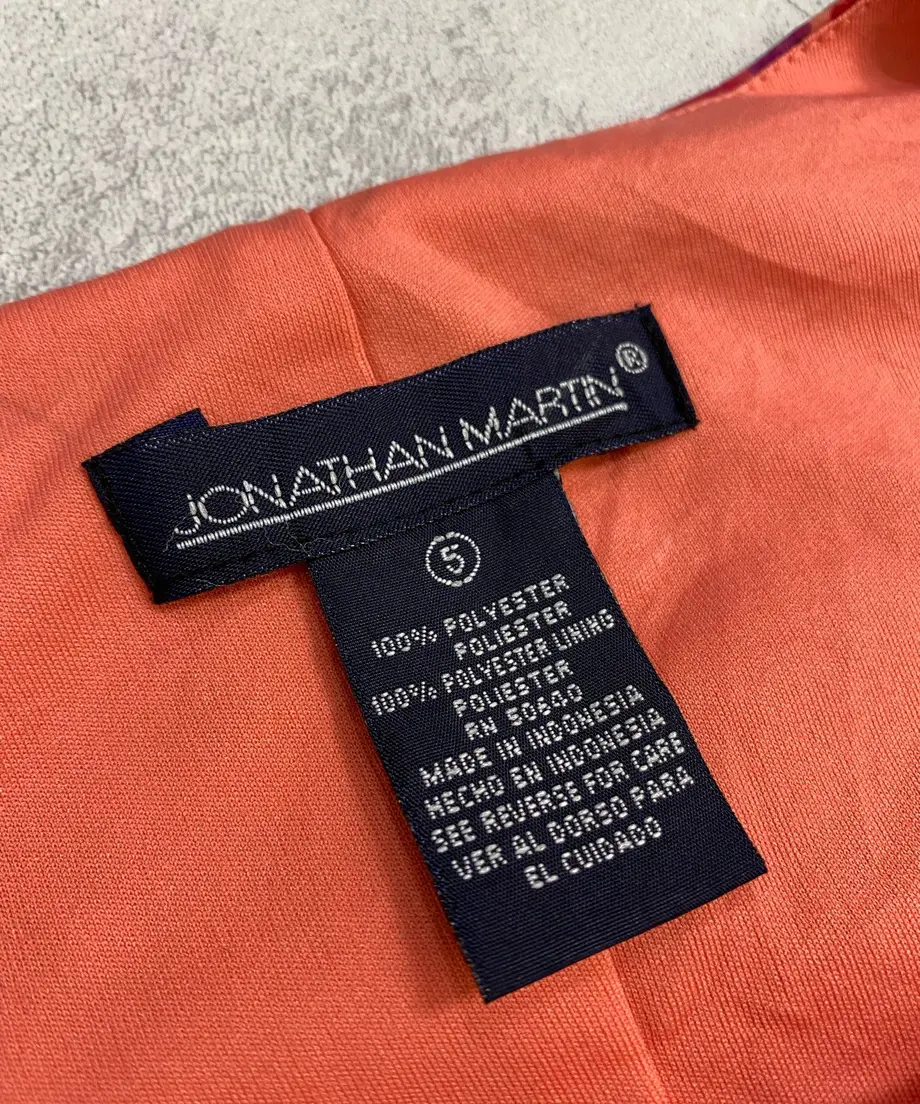 JONATHAN MARTIN®
5
100% POLYESTER
POLIESTER
100% POLYESTER LINING
POLIESTER
RN 50640
MADE IN INDONESIA
HECHO EN INDONESIA
SEE REVERSE FOR CARE
VER AL DORSO PARA
EL CUIDADO